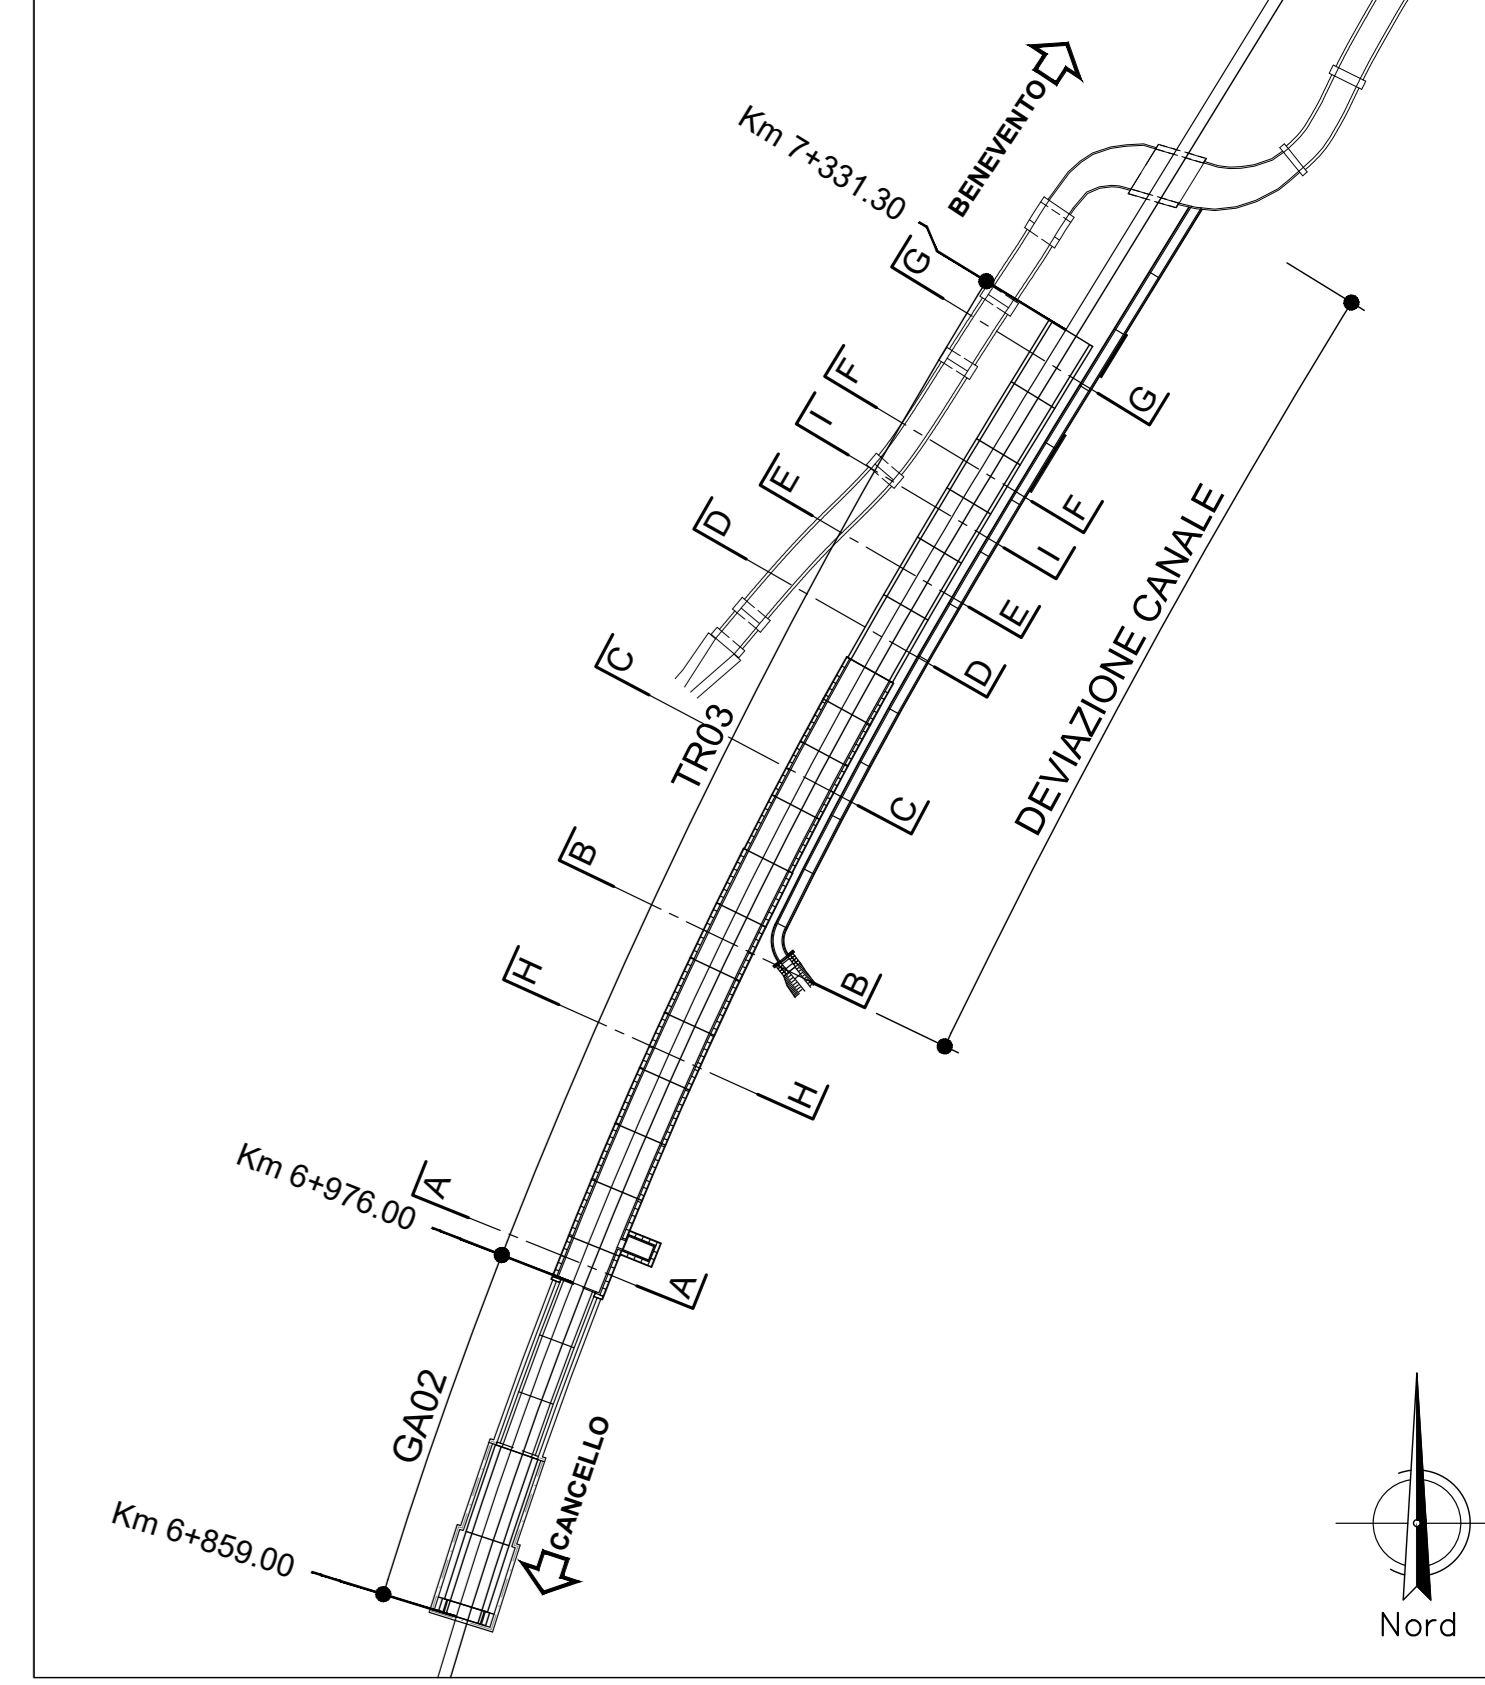 BENEVENTO
Km 7+331.30
G
F
I
E
D
C
B
H
A
G
F
I
E
D
C
B
H
A
DEVIAZIONE CANALE
TR03
Km 6+976.00
GA02
CANCELLO
Km 6+859.00
Nord